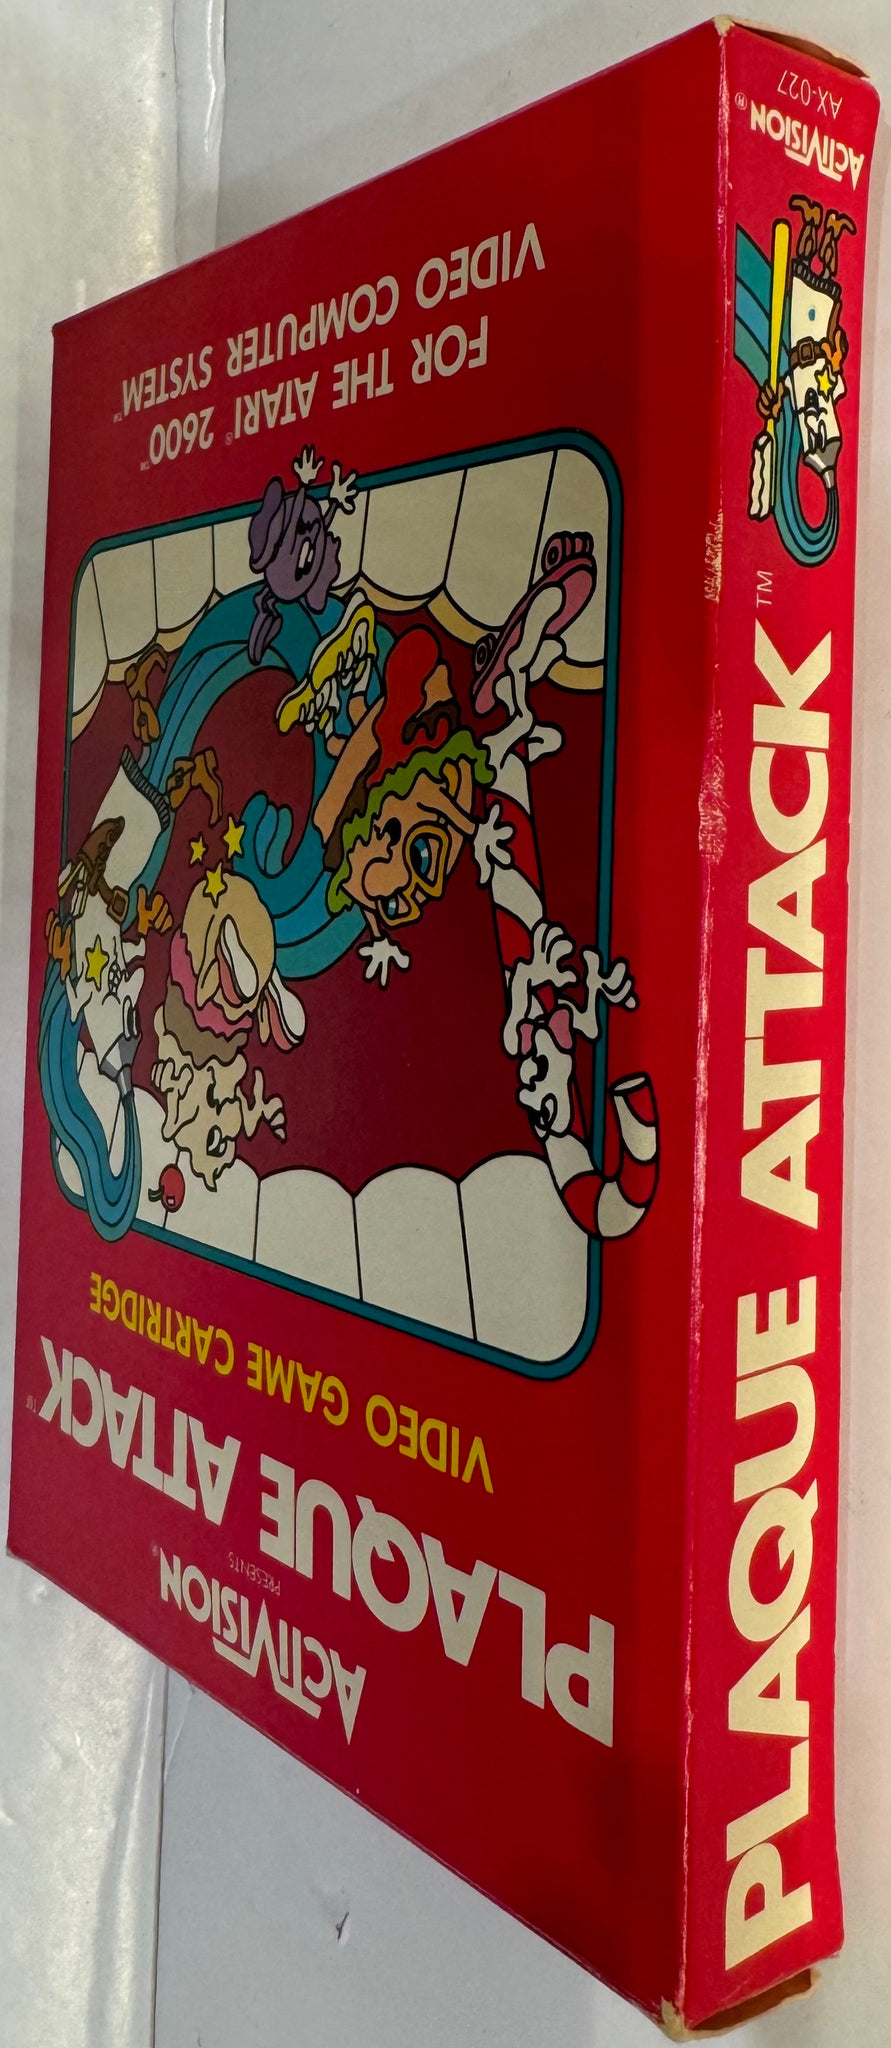 ACTIVISION®
PRESENTS
PLAQUE ATTACK™
VIDEO GAME CARTRIDGE
FOR THE ATARI® 2600™
VIDEO COMPUTER SYSTEM™
PLAQUE ATTACK™
ACTIVISION®
AX-027